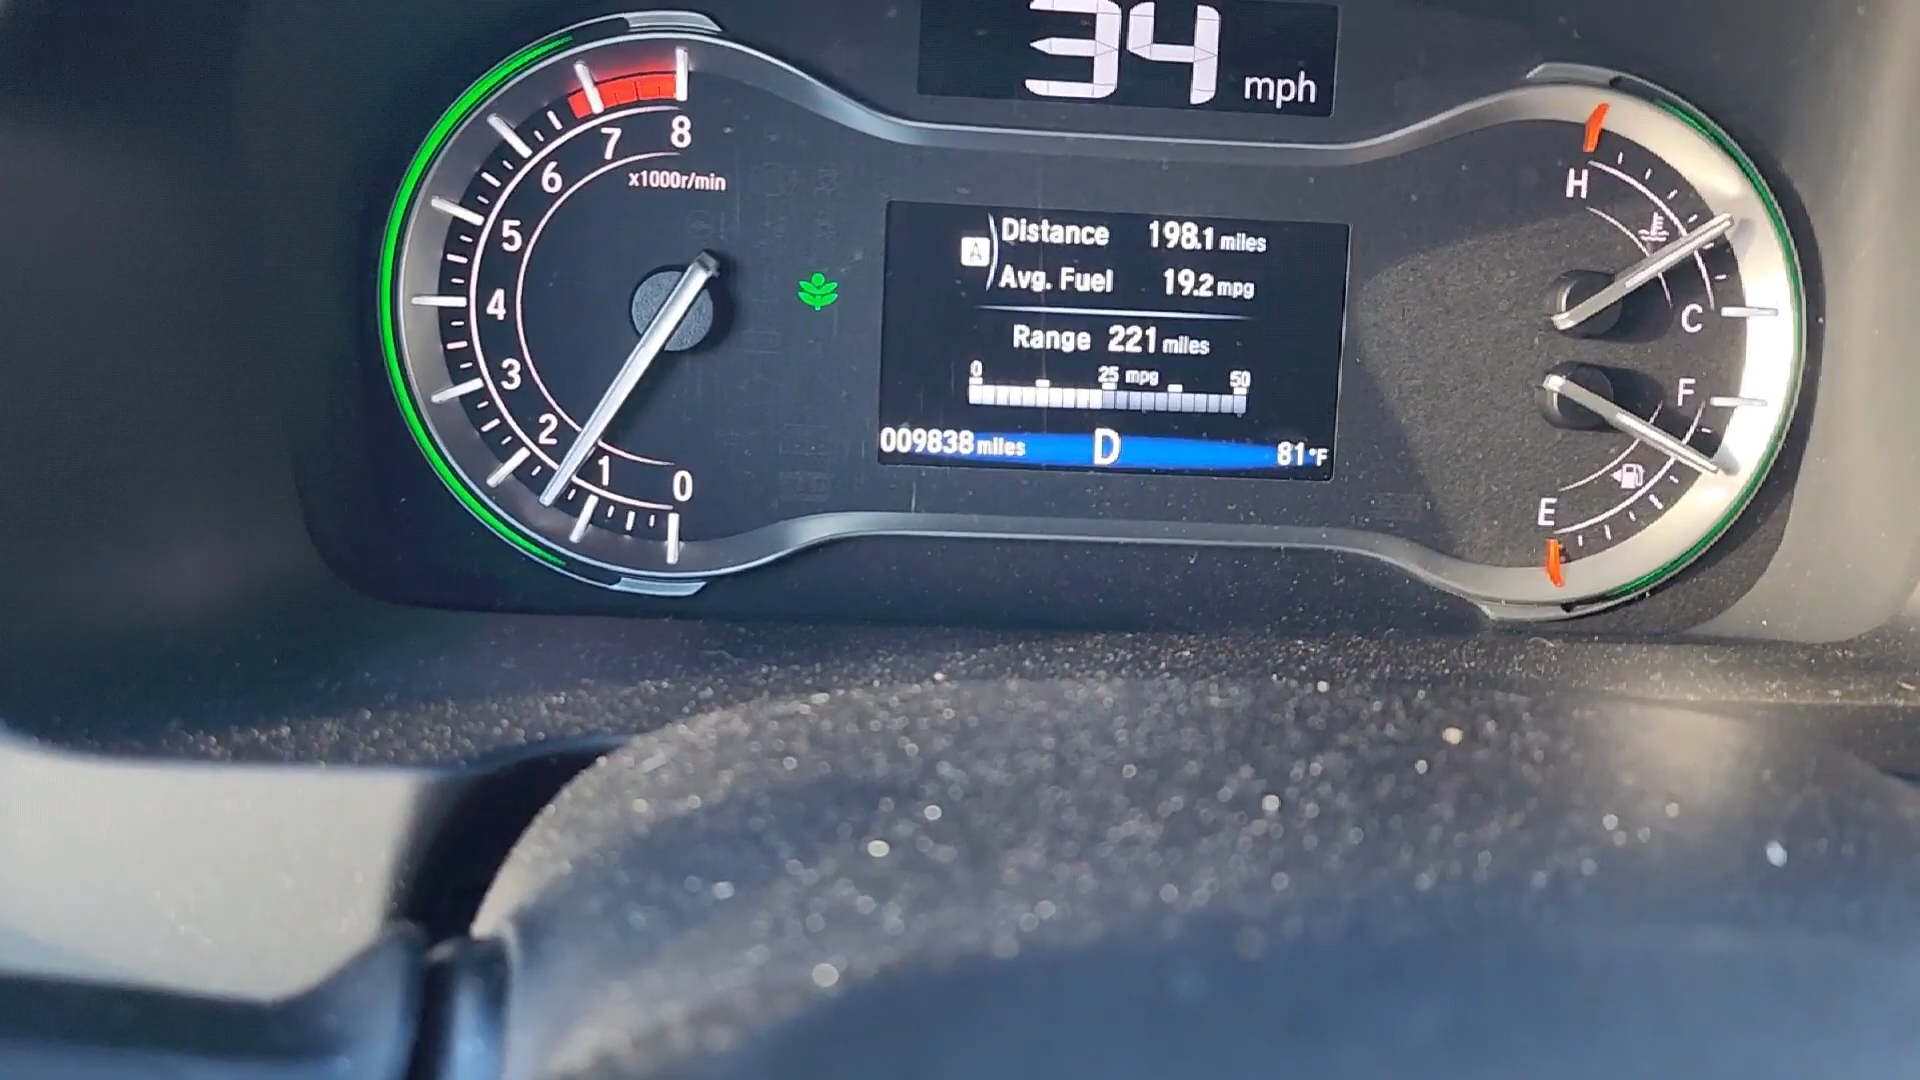 34 mph
8
7
6
x1000r/min
5
4
3
2
1
0
A
Distance 198.1 miles
Avg. Fuel 19.2 mpg
Range 221 miles
0 25 mpg 50
009838 miles D 81°F
H
C
F
E